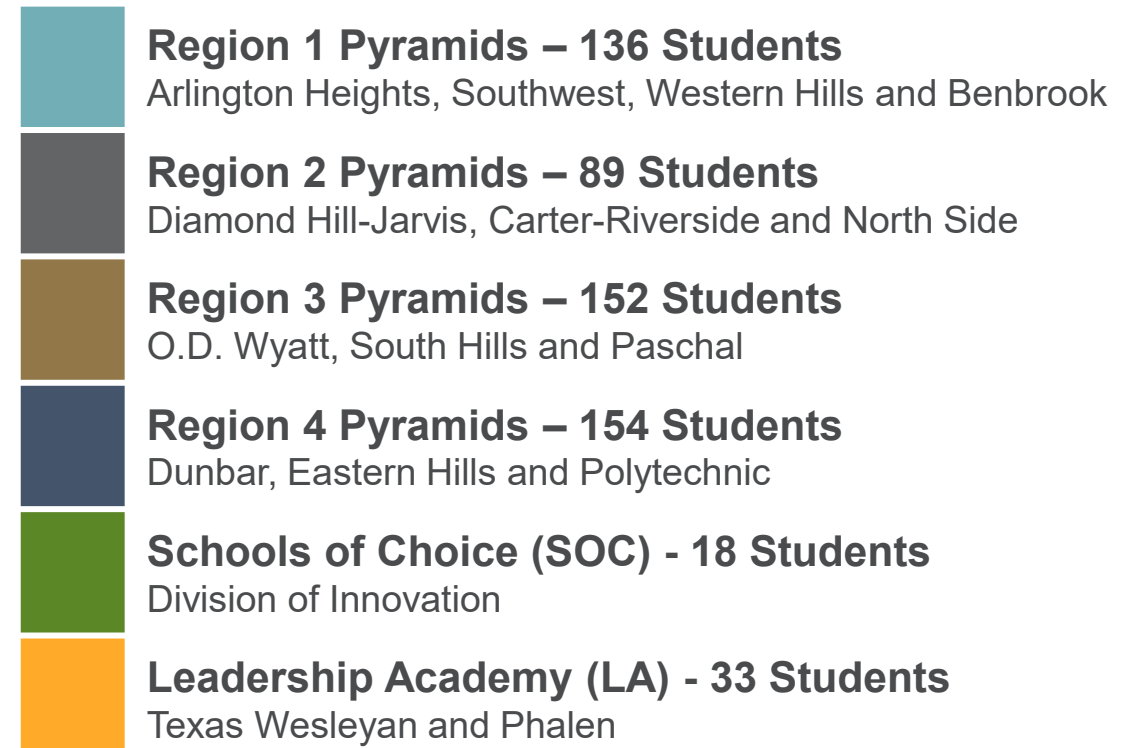 Region 1 Pyramids – 136 Students
Arlington Heights, Southwest, Western Hills and Benbrook
Region 2 Pyramids – 89 Students
Diamond Hill-Jarvis, Carter-Riverside and North Side
Region 3 Pyramids – 152 Students
O.D. Wyatt, South Hills and Paschal
Region 4 Pyramids – 154 Students
Dunbar, Eastern Hills and Polytechnic
Schools of Choice (SOC) - 18 Students
Division of Innovation
Leadership Academy (LA) - 33 Students
Texas Wesleyan and Phalen